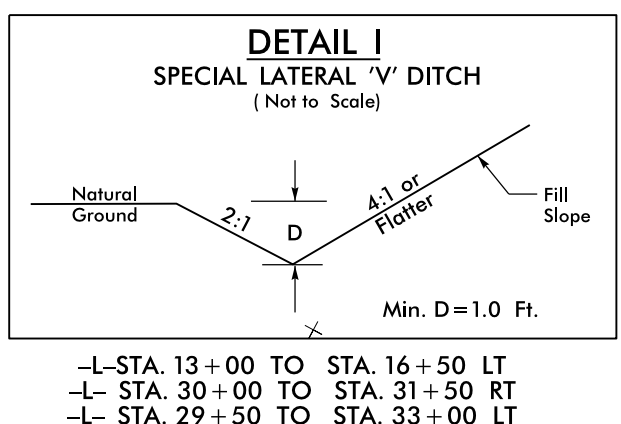 DETAIL 1
SPECIAL LATERAL 'V' DITCH
(Not to Scale)
Natural
Ground
2:1
D
4:1 or
Flatter
Fill
Slope
Min. D=1.0 Ft.
-L-STA. 13+00 TO STA. 16+50 LT
-L- STA. 30+00 TO STA. 31+50 RT
-L- STA. 29+50 TO STA. 33+00 LT